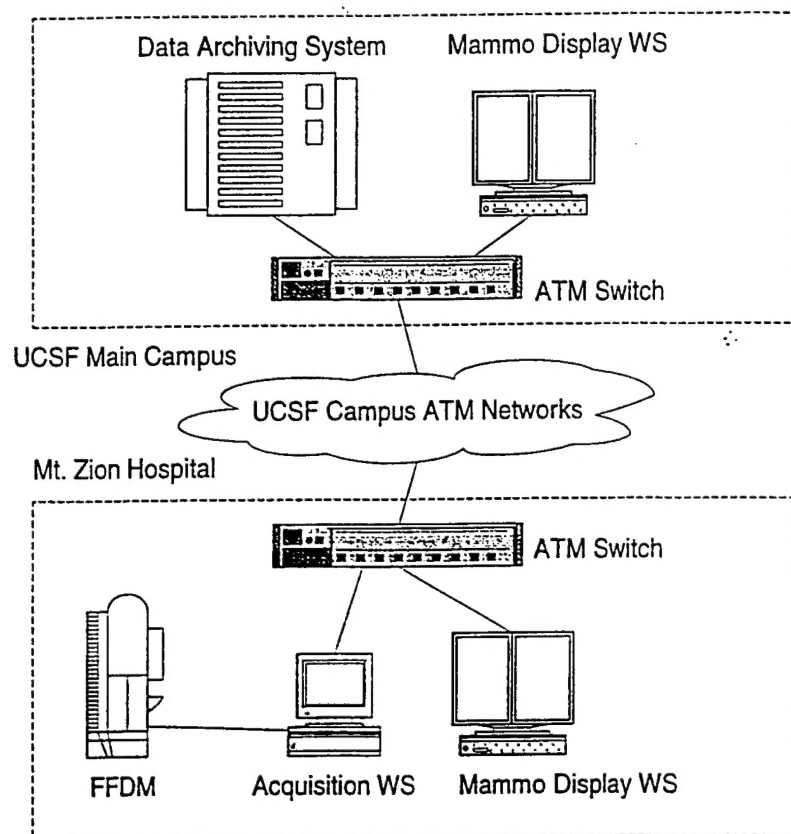 Data Archiving System
Mammo Display WS
ATM Switch
UCSF Main Campus
UCSF Campus ATM Networks
Mt. Zion Hospital
ATM Switch
FFDM
Acquisition WS
Mammo Display WS